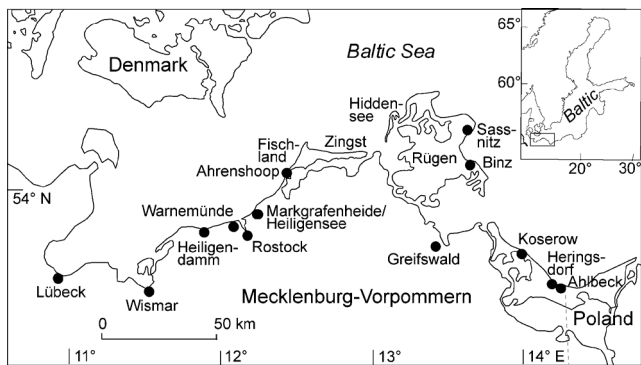 Baltic Sea
Denmark
65°
60°
Baltic
20°
30°
Hidden-
see
Zingst
Fisch-
land
Ahrenshoop
Rügen
Sass-
nitz
Binz
54° N
Warnemünde
Markgrafenheide/
Heiligensee
Heiligen-
damm
Rostock
Greifswald
Koserow
Herings-
dorf
Ahlbeck
Lübeck
Wismar
Mecklenburg-Vorpommern
Poland
0
50 km
11°
12°
13°
14° E